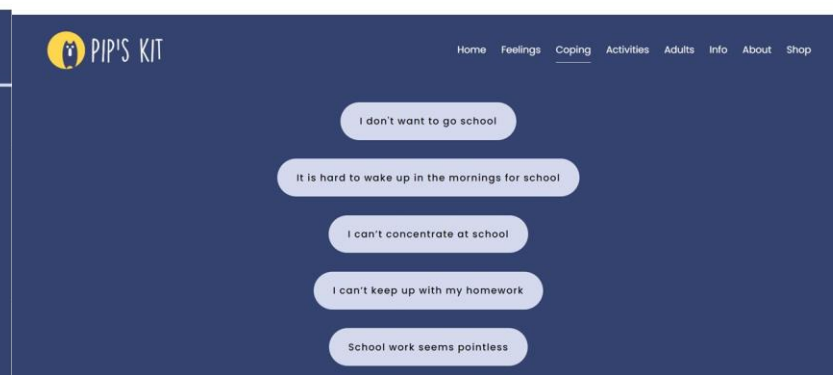 PIP'S KIT
Home Feelings Coping Activities Adults Info About Shop
I don't want to go school
It is hard to wake up in the mornings for school
I can't concentrate at school
I can't keep up with my homework
School work seems pointless